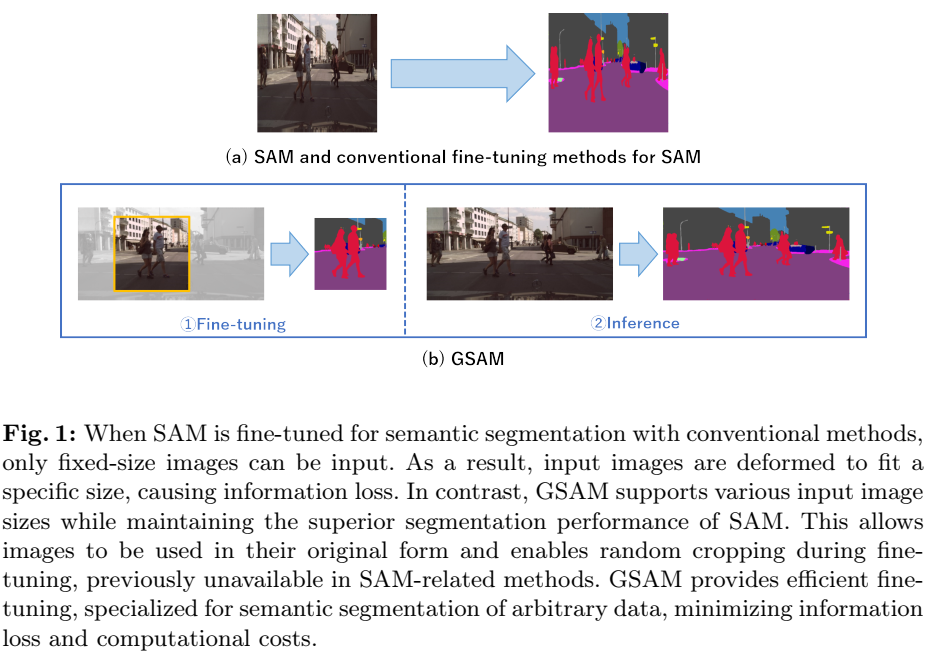 (a) SAM and conventional fine-tuning methods for SAM
①Fine-tuning
②Inference
(b) GSAM
Fig. 1: When SAM is fine-tuned for semantic segmentation with conventional methods,
only fixed-size images can be input. As a result, input images are deformed to fit a
specific size, causing information loss. In contrast, GSAM supports various input image
sizes while maintaining the superior segmentation performance of SAM. This allows
images to be used in their original form and enables random cropping during fine-
tuning, previously unavailable in SAM-related methods. GSAM provides efficient fine-
tuning, specialized for semantic segmentation of arbitrary data, minimizing information
loss and computational costs.